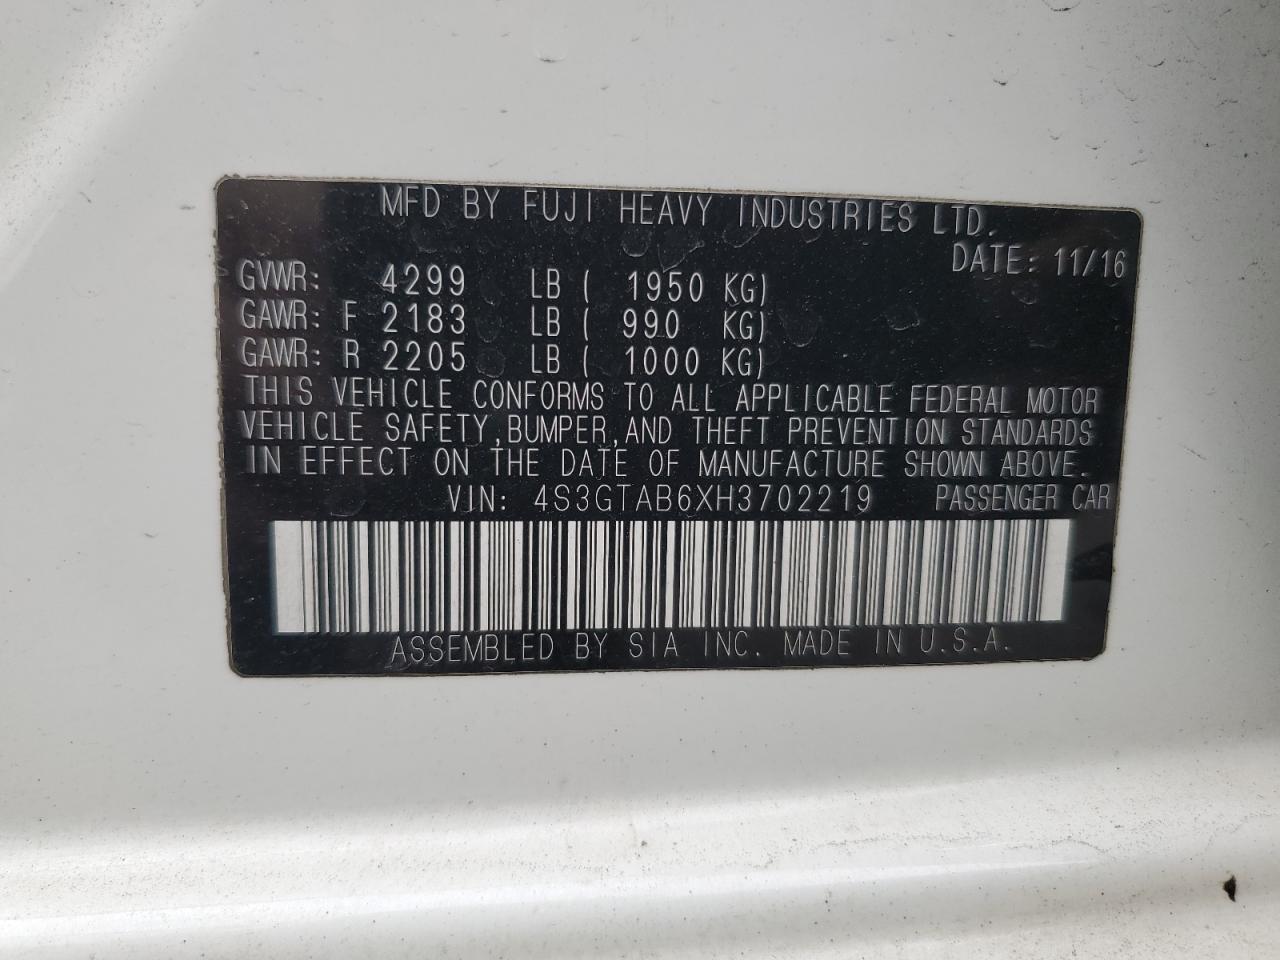 MFD BY FUJI HEAVY INDUSTRIES LTD.
DATE: 11/16
GVWR: 4299 LB ( 1950 KG)
GAWR: F 2183 LB ( 990 KG)
GAWR: R 2205 LB ( 1000 KG)
THIS VEHICLE CONFORMS TO ALL APPLICABLE FEDERAL MOTOR
VEHICLE SAFETY, BUMPER, AND THEFT PREVENTION STANDARDS
IN EFFECT ON THE DATE OF MANUFACTURE SHOWN ABOVE.
VIN: 4S3GTAB6XH3702219 PASSENGER CAR
ASSEMBLED BY SIA INC. MADE IN U.S.A.